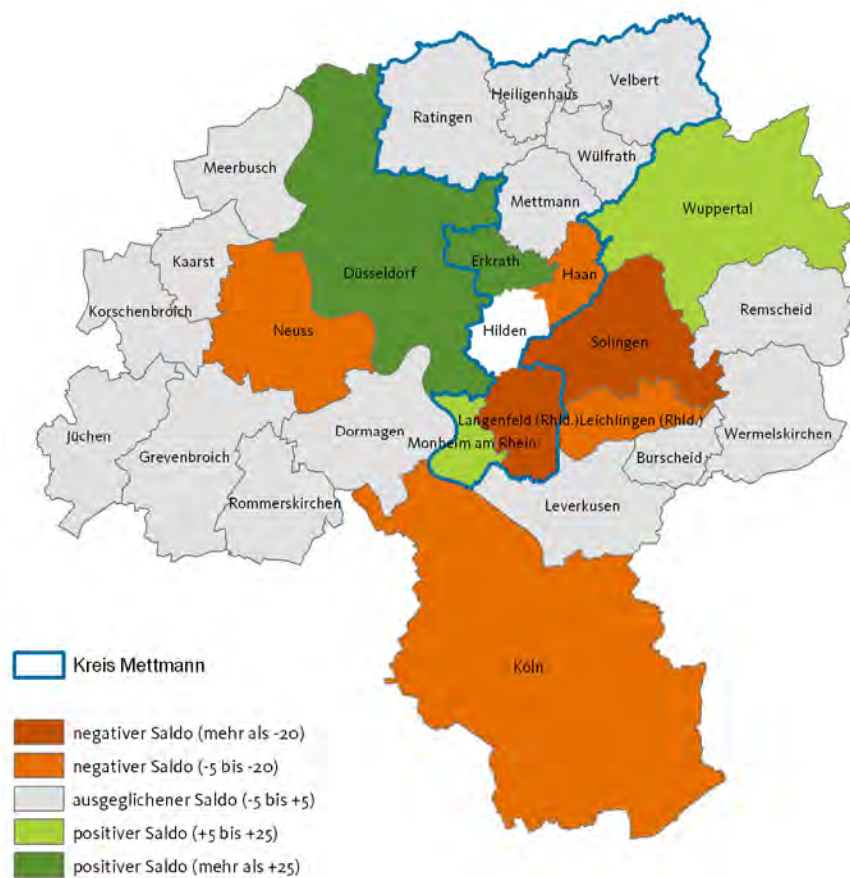 Velbert
Heiligenhaus
Ratingen
Wülfrath
Meerbusch
Mettmann
Wuppertal
Kaarst
Erkrath
Düsseldorf
Haan
Korschenbroich
Remscheid
Neuss
Hilden
Solingen
Langenfeld (Rhld.)
Leichlingen (Rhld.)
Dormagen
Jüchen
Monheim am Rhein
Wermelskirchen
Grevenbroich
Burscheid
Rommerskirchen
Leverkusen
Köln
Kreis Mettmann
negativer Saldo (mehr als -20)
negativer Saldo (-5 bis -20)
ausgeglichener Saldo (-5 bis +5)
positiver Saldo (+5 bis +25)
positiver Saldo (mehr als +25)